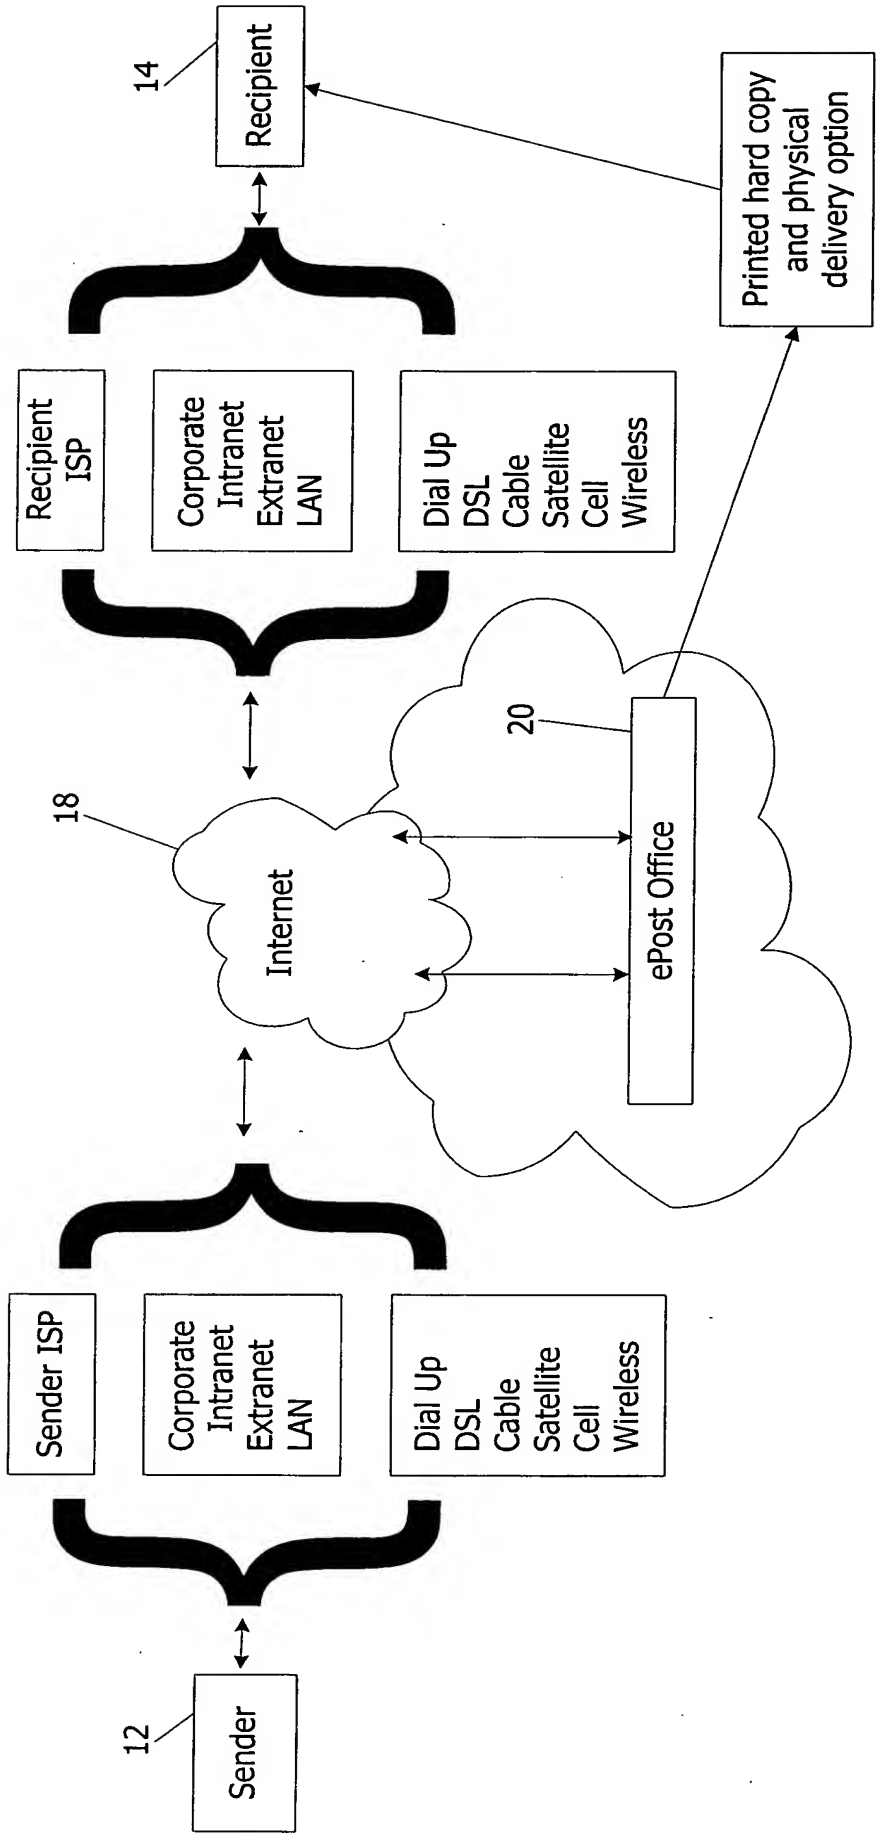 12
Sender
Sender ISP
Corporate
Intranet
Extranet
LAN
Dial Up
DSL
Cable
Satellite
Cell
Wireless
18
Internet
20
ePost Office
Recipient
ISP
Corporate
Intranet
Extranet
LAN
Dial Up
DSL
Cable
Satellite
Cell
Wireless
14
Recipient
Printed hard copy
and physical
delivery option